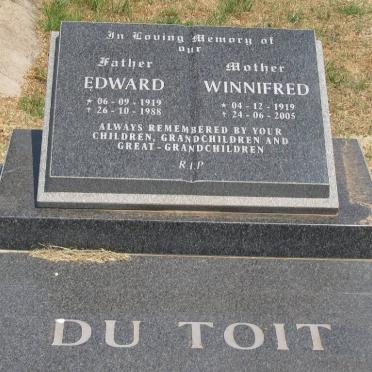 In Loving Memory of
our
Father Mother
EDWARD WINNIFRED
* 06 - 09 - 1919 * 04 - 12 - 1919
† 26 - 10 - 1988 † 24 - 06 - 2005
ALWAYS REMEMBERED BY YOUR
CHILDREN, GRANDCHILDREN AND
GREAT-GRANDCHILDREN
R.I.P
DU TOIT